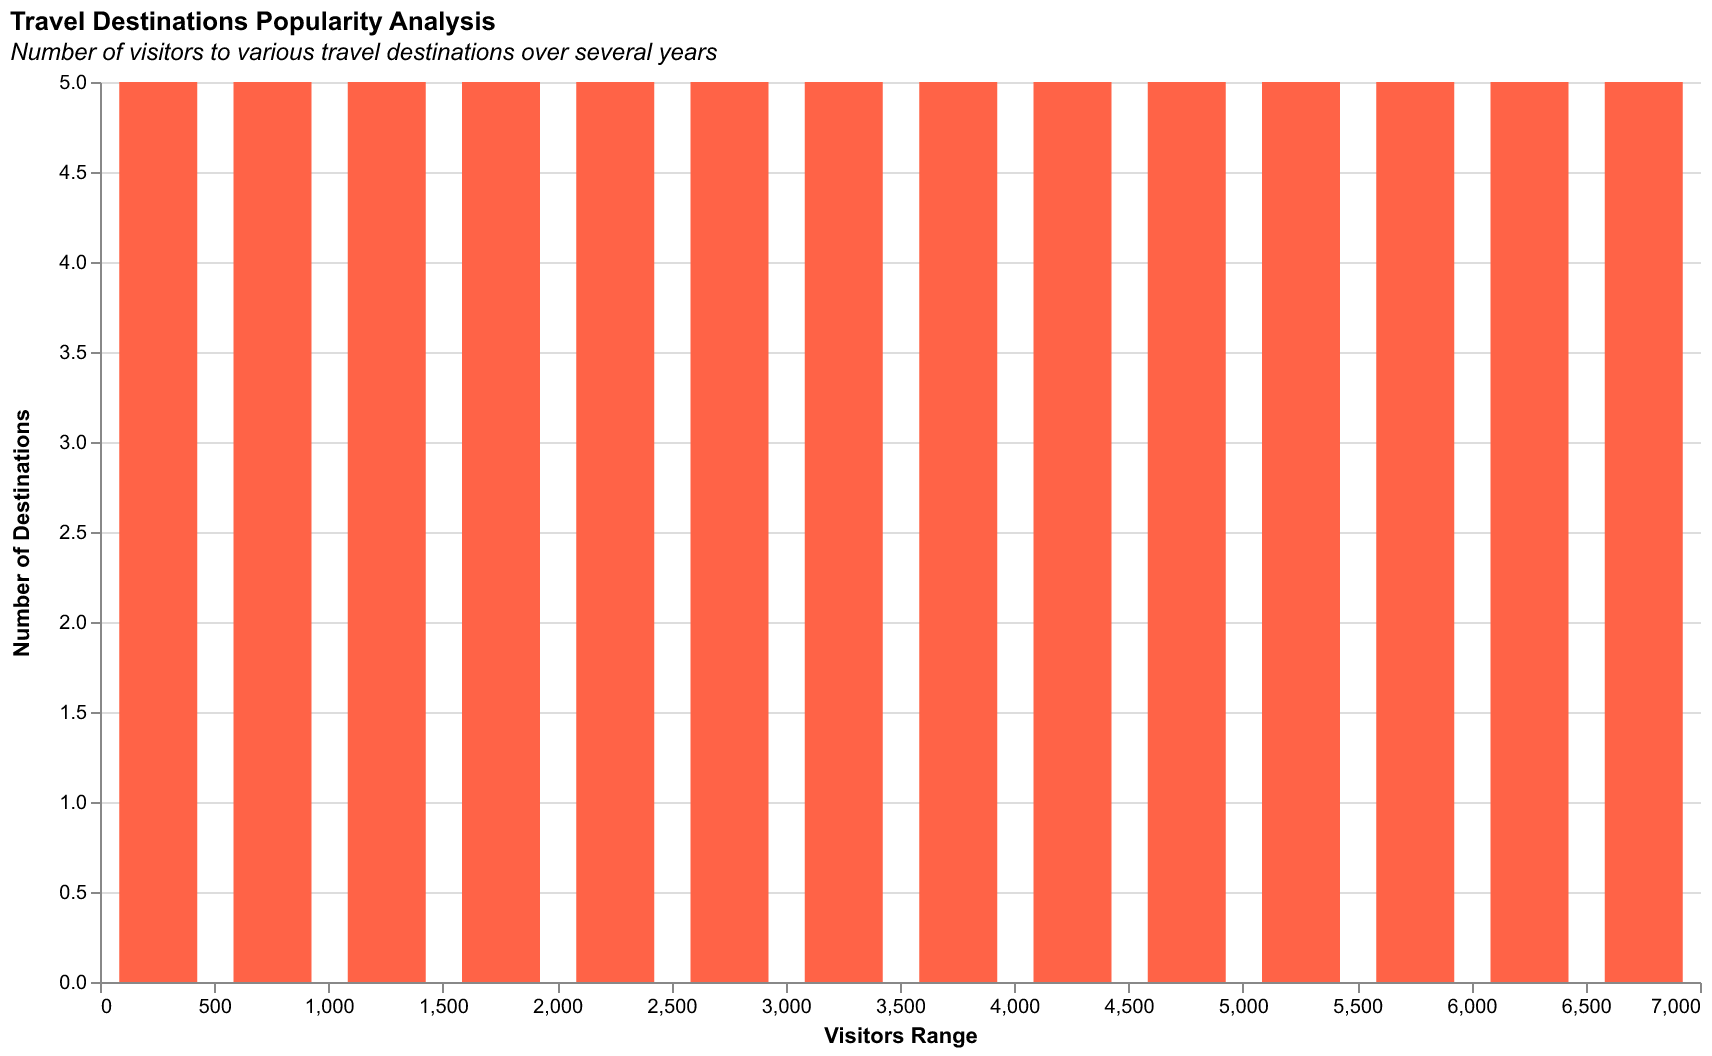 Travel Destinations Popularity Analysis
Number of visitors to various travel destinations over several years
5.0
4.5
4.0
3.5
3.0
2.5
2.0
1.5
1.0
0.5
0.0
Number of Destinations
0 500 1,000 1,500 2,000 2,500 3,000 3,500 4,000 4,500 5,000 5,500 6,000 6,500 7,000
Visitors Range